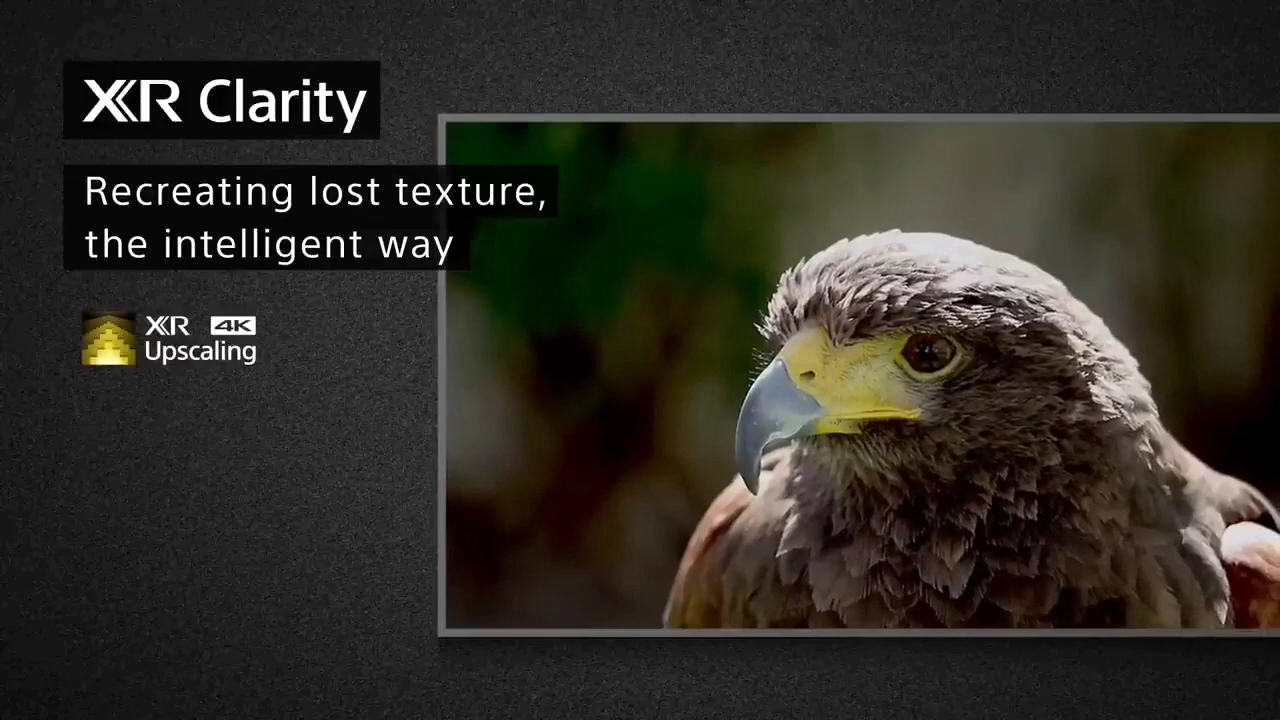 XR Clarity
Recreating lost texture,
the intelligent way
XR 4K
Upscaling